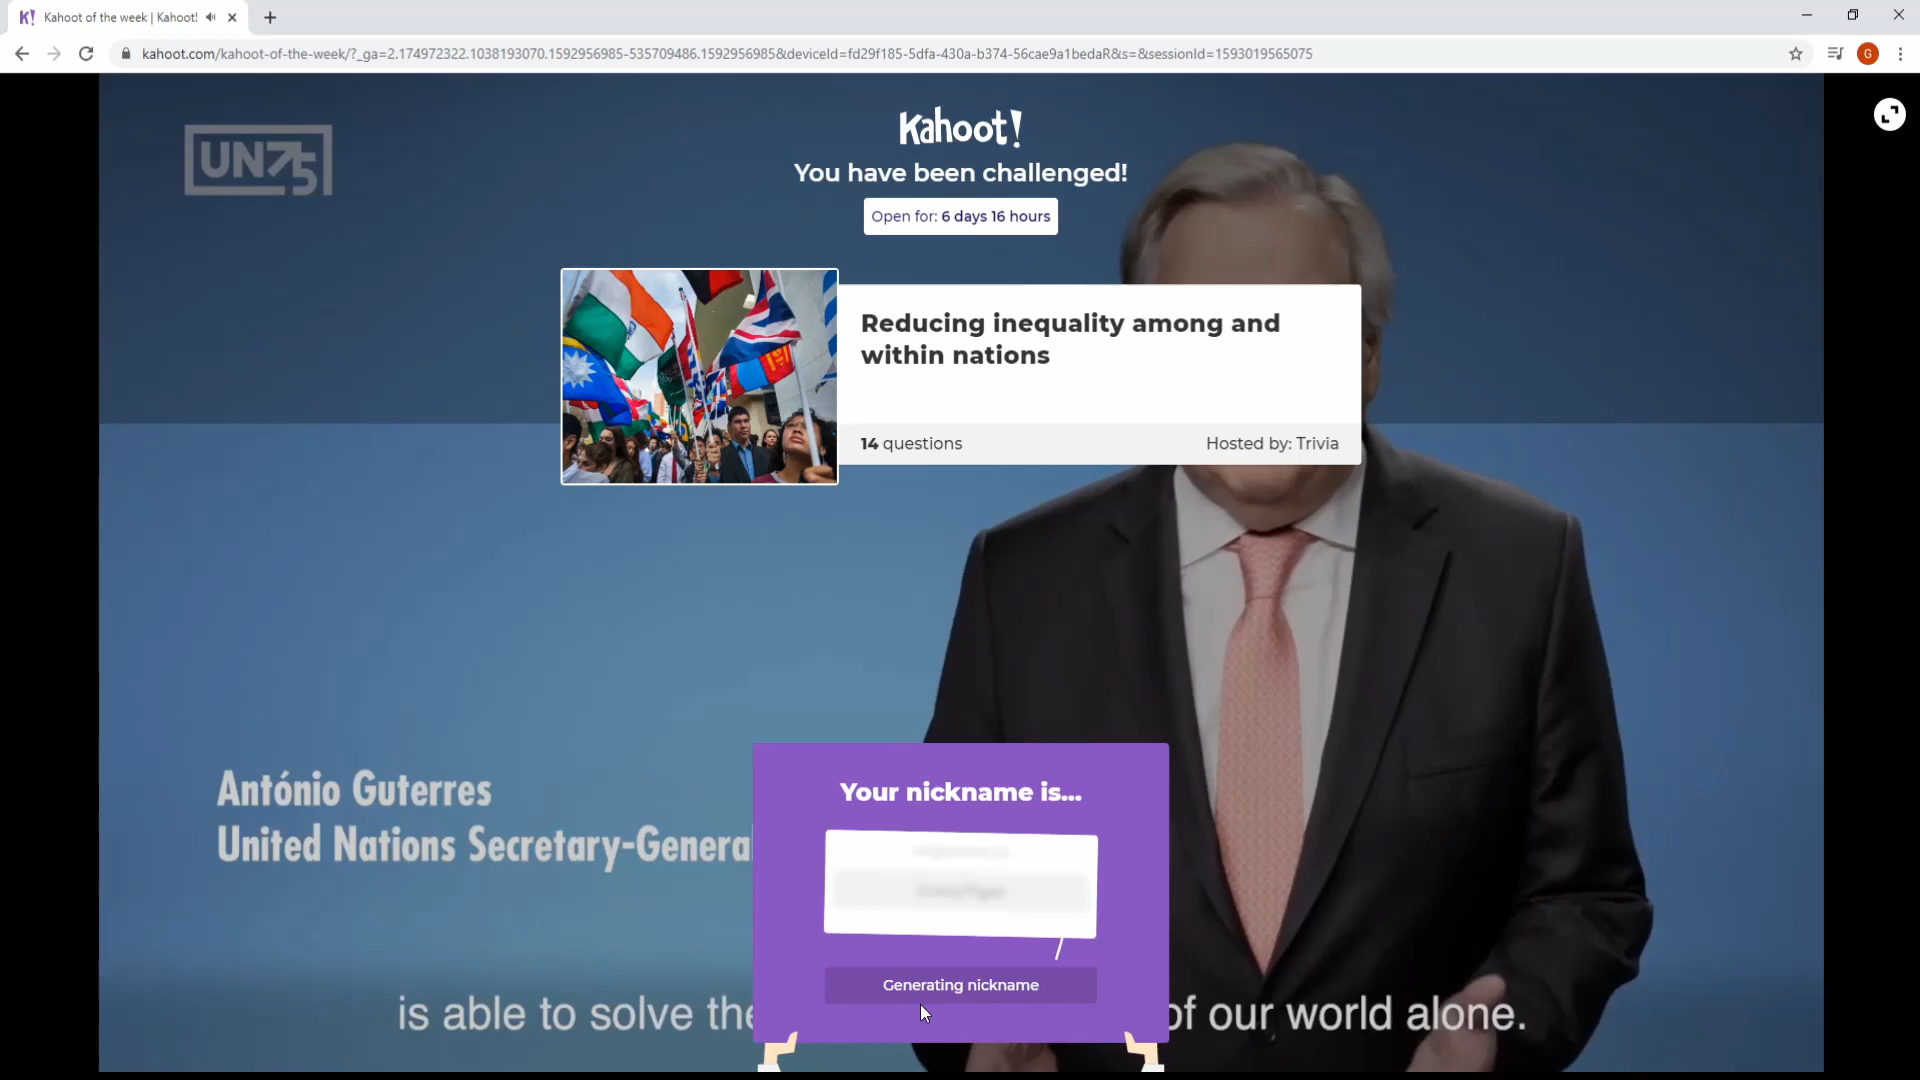 Kahoot of the week | Kahoot!
kahoot.com/kahoot-of-the-week/?_ga=2.174972322.1038193070.1592956985-535709486.1592956985&deviceId=fd29f185-5dfa-430a-b374-56cae9a1bedaR&s=&sessionId=1593019565075
G
UN75
Kahoot!
You have been challenged!
Open for: 6 days 16 hours
Reducing inequality among and
within nations
14 questions
Hosted by: Trivia
António Guterres
United Nations Secretary-Genera
Your nickname is...
Generating nickname
is able to solve the
of our world alone.